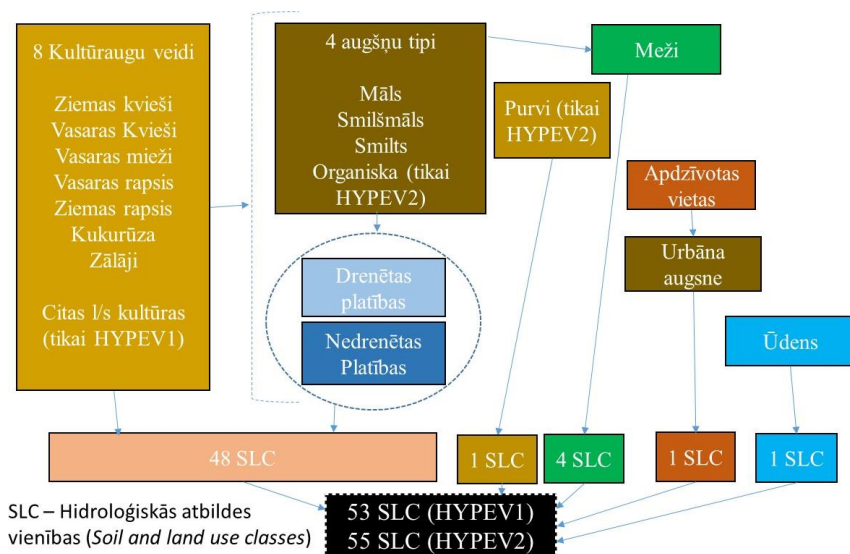 8 Kultūraugu veidi
Ziemas kvieši
Vasaras Kvieši
Vasaras mieži
Vasaras rapsis
Ziemas rapsis
Kukurūza
Zālāji
Citas l/s kultūras
(tikai HYPEV1)
4 augšņu tipi
Māls
Smilšmāls
Smilts
Organiska (tikai
HYPEV2)
Meži
Purvi (tikai
HYPEV2)
Apdzīvotas
vietas
Urbāna
augsne
Drenētas
platības
Nedrenētas
Platības
Ūdens
48 SLC
1 SLC
4 SLC
1 SLC
1 SLC
SLC – Hidroloģiskās atbildes
vienības (Soil and land use classes)
53 SLC (HYPEV1)
55 SLC (HYPEV2)